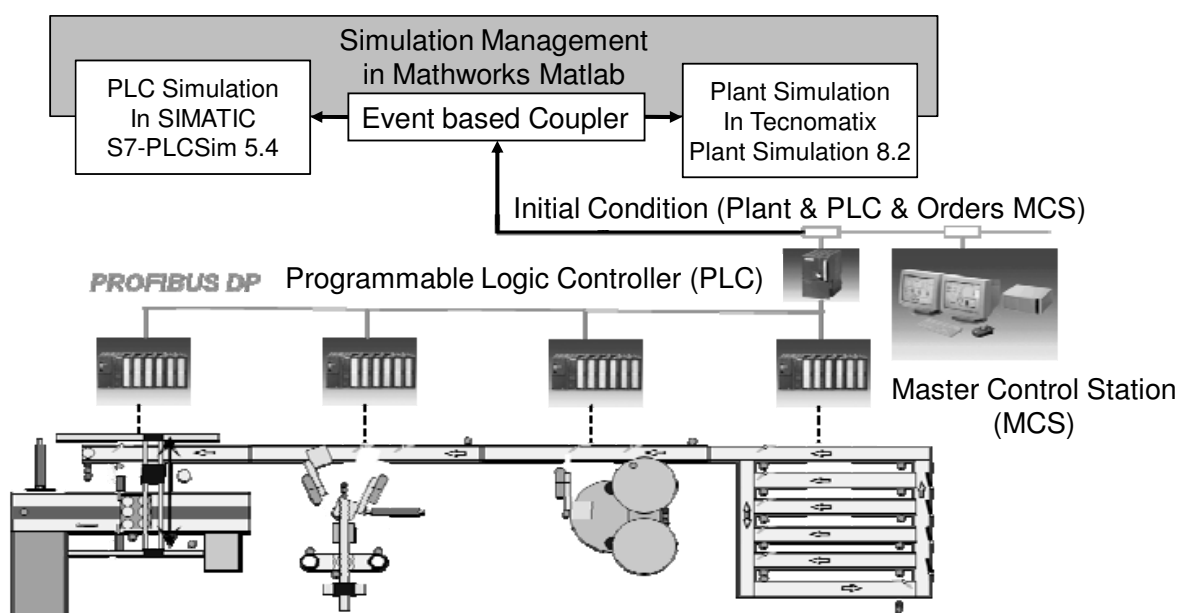 Simulation Management
in Mathworks Matlab
PLC Simulation
In SIMATIC
S7-PLCSim 5.4
Event based Coupler
Plant Simulation
In Tecnomatix
Plant Simulation 8.2
Initial Condition (Plant & PLC & Orders MCS)
PROFIBUS DP
Programmable Logic Controller (PLC)
Master Control Station
(MCS)